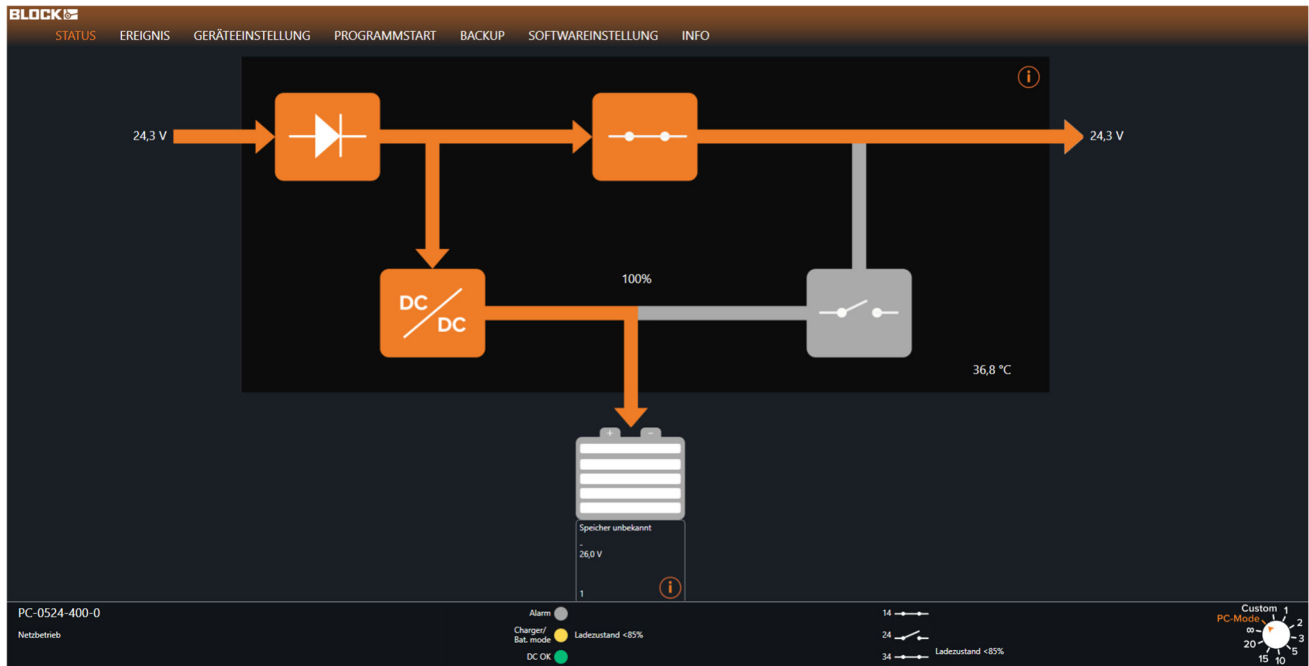 BLOCK
STATUS EREIGNIS GERÄTEEINSTELLUNG PROGRAMMSTART BACKUP SOFTWAREINSTELLUNG INFO
i
24,3 V
24,3 V
DC
DC
100%
36,8 °C
+ −
Speicher unbekannt
-
26,0 V
1
i
PC-0524-400-0
Netzbetrieb
Alarm
Charger/
Bat. mode
Ladezustand <85%
DC OK
14
24
34
Ladezustand <85%
Custom
PC-Mode
∞
20
15
10
5
3
2
1